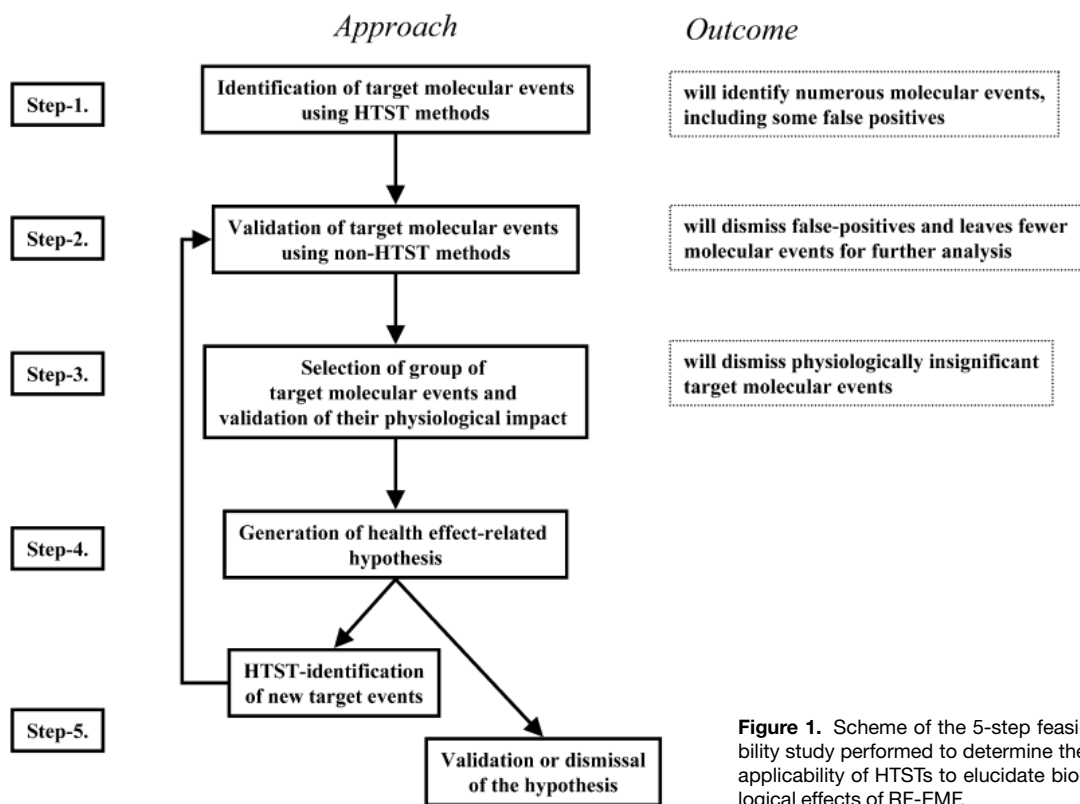 Approach
Outcome
Step-1.
Identification of target molecular events
using HTST methods
will identify numerous molecular events,
including some false positives
Step-2.
Validation of target molecular events
using non-HTST methods
will dismiss false-positives and leaves fewer
molecular events for further analysis
Step-3.
Selection of group of
target molecular events and
validation of their physiological impact
will dismiss physiologically insignificant
target molecular events
Step-4.
Generation of health effect-related
hypothesis
HTST-identification
of new target events
Step-5.
Validation or dismissal
of the hypothesis
Figure 1. Scheme of the 5-step feasi-
bility study performed to determine the
applicability of HTSTs to elucidate bio-
logical effects of RF-EMF.